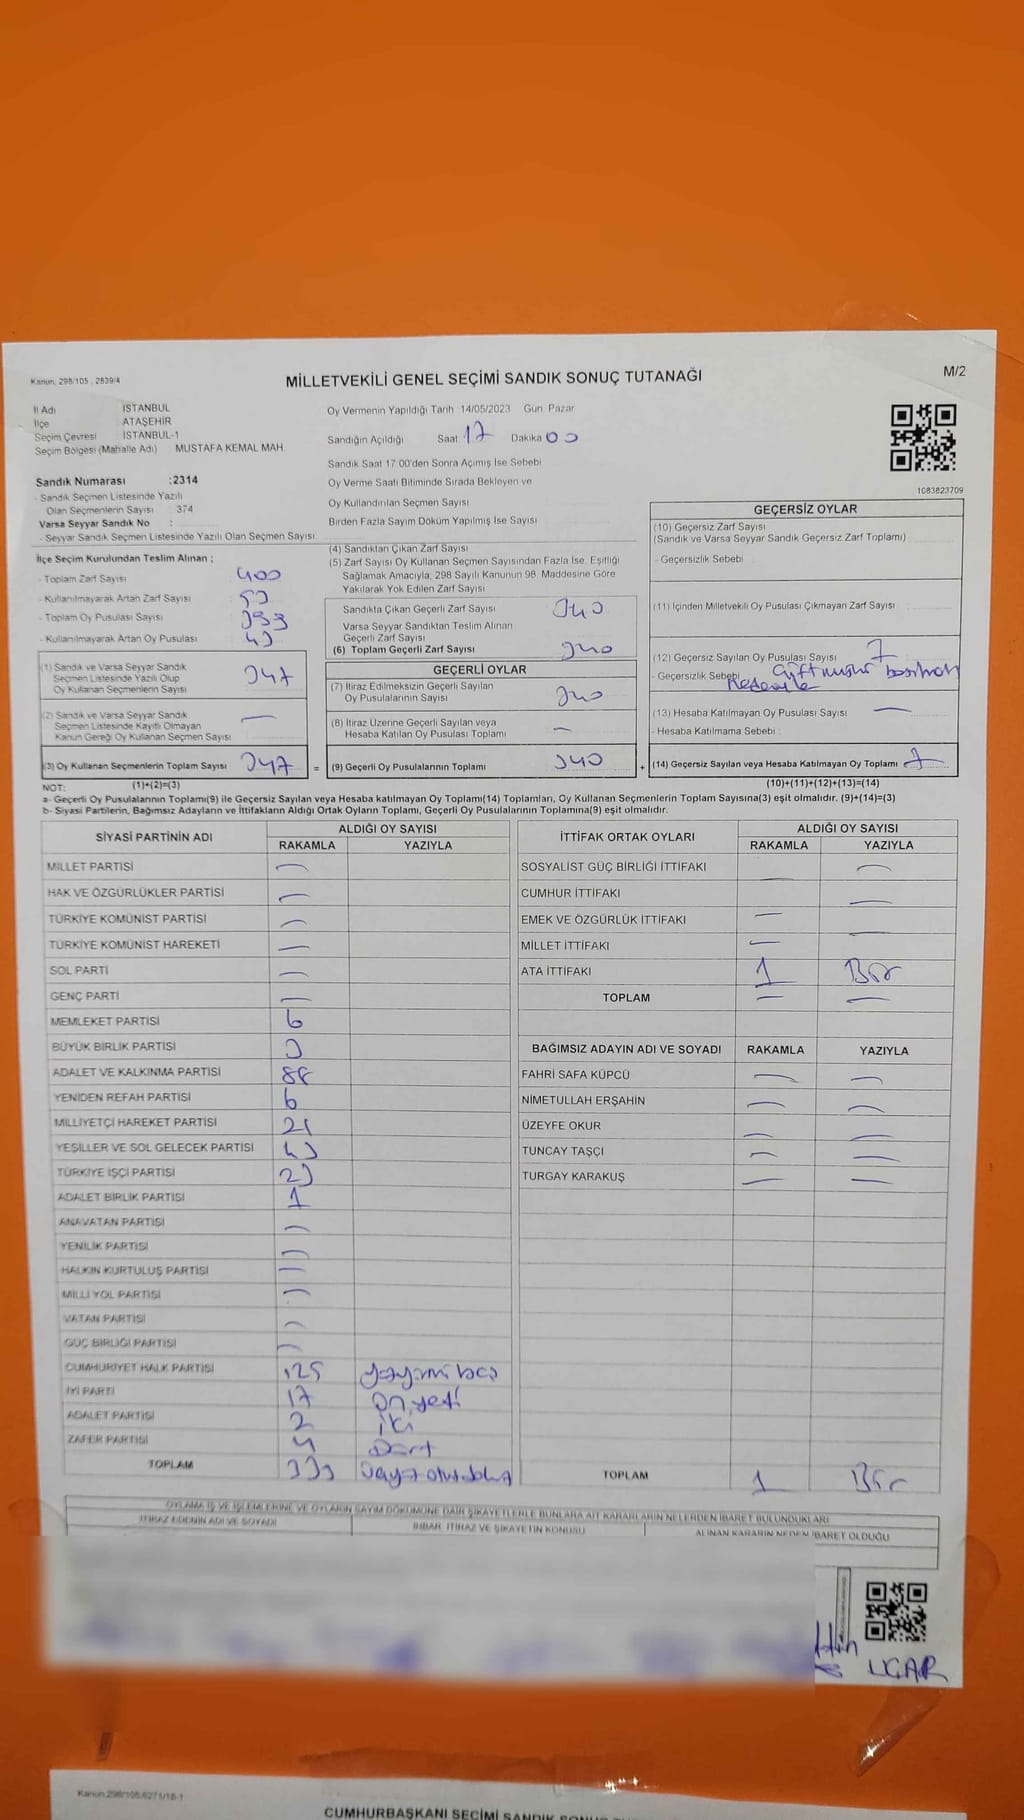 Kanun, 298/105 , 2839/4
MİLLETVEKİLİ GENEL SEÇİMİ SANDIK SONUÇ TUTANAĞI
M/2
İl Adı İSTANBUL
İlçe ATAŞEHİR
Seçim Çevresi İSTANBUL-1
Seçim Bölgesi (Mahalle Adı) MUSTAFA KEMAL MAH
Sandık Numarası :2314
- Sandık Seçmen Listesinde Yazılı
Olan Seçmenlerin Sayısı : 374
Varsa Seyyar Sandık No :
- Seyyar Sandık Seçmen Listesinde Yazılı Olan Seçmen Sayısı
Oy Vermenin Yapıldığı Tarih :14/05/2023 Gün: Pazar
Sandığın Açıldığı Saat 17 Dakika 00
Sandık Saat 17:00'den Sonra Açımış İse Sebebi
Oy Verme Saati Bitiminde Sırada Bekleyen ve
Oy Kullandırılan Seçmen Sayısı
Birden Fazla Sayım Döküm Yapılmış İse Sayısı
1083823709
İlçe Seçim Kurulundan Teslim Alınan :
- Toplam Zarf Sayısı 400
- Kullanılmayarak Artan Zarf Sayısı 53
- Toplam Oy Pusulası Sayısı
- Kullanılmayarak Artan Oy Pusulası 43
(1) Sandık ve Varsa Seyyar Sandık
Seçmen Listesinde Yazılı Olup
Oy Kullanan Seçmenlerin Sayısı 347
(2) Sandık ve Varsa Seyyar Sandık
Seçmen Listesinde Kayıtlı Olmayan
Kanun Gereği Oy Kullanan Seçmen Sayısı —
(3) Oy Kullanan Seçmenlerin Toplam Sayısı 347 =
(4) Sandıktan Çıkan Zarf Sayısı
(5) Zarf Sayısı Oy Kullanan Seçmen Sayısından Fazla İse, Eşitliği
Sağlamak Amacıyla, 298 Sayılı Kanunun 98. Maddesine Göre
Yakılarak Yok Edilen Zarf Sayısı
Sandıkta Çıkan Geçerli Zarf Sayısı 340
Varsa Seyyar Sandıktan Teslim Alınan
Geçerli Zarf Sayısı
(6) Toplam Geçerli Zarf Sayısı 340
GEÇERLİ OYLAR
(7) İtiraz Edilmeksizin Geçerli Sayılan
Oy Pusulalarının Sayısı 340
(8) İtiraz Üzerine Geçerli Sayılan veya
Hesaba Katılan Oy Pusulası Toplamı —
(9) Geçerli Oy Pusulalarının Toplamı 340 +
GEÇERSİZ OYLAR
(10) Geçersiz Zarf Sayısı
(Sandık ve Varsa Seyyar Sandık Geçersiz Zarf Toplamı)
- Geçersizlik Sebebi
(11) İçinden Milletvekili Oy Pusulası Çıkmayan Zarf Sayısı
(12) Geçersiz Sayılan Oy Pusulası Sayısı 7
- Geçersizlik Sebebi
(13) Hesaba Katılmayan Oy Pusulası Sayısı —
- Hesaba Katılmama Sebebi :
(14) Geçersiz Sayılan veya Hesaba Katılmayan Oy Toplamı 7
NOT: (1)+(2)=(3) (10)+(11)+(12)+(13)=(14)
a- Geçerli Oy Pusulalarının Toplamı(9) ile Geçersiz Sayılan veya Hesaba katılmayan Oy Toplamı(14) Toplamları, Oy Kullanan Seçmenlerin Toplam Sayısına(3) eşit olmalıdır. (9)+(14)=(3)
b- Siyasi Partilerin, Bağımsız Adayların ve İttifakların Aldığı Ortak Oyların Toplamı, Geçerli Oy Pusulalarının Toplamına(9) eşit olmalıdır.
SİYASİ PARTİNİN ADI ALDIĞI OY SAYISI
RAKAMLA YAZIYLA
MİLLET PARTİSİ —
HAK VE ÖZGÜRLÜKLER PARTİSİ —
TÜRKİYE KOMÜNİST PARTİSİ —
TÜRKİYE KOMÜNİST HAREKETİ —
SOL PARTİ —
GENÇ PARTİ —
MEMLEKET PARTİSİ 6
BÜYÜK BİRLİK PARTİSİ 3
ADALET VE KALKINMA PARTİSİ 88
YENİDEN REFAH PARTİSİ 6
MİLLİYETÇİ HAREKET PARTİSİ 21
YEŞİLLER VE SOL GELECEK PARTİSİ 43
TÜRKİYE İŞÇİ PARTİSİ 23
ADALET BİRLİK PARTİSİ 1
ANAVATAN PARTİSİ —
YENİLİK PARTİSİ —
HALKIN KURTULUŞ PARTİSİ —
MİLLİ YOL PARTİSİ —
VATAN PARTİSİ —
GÜÇ BİRLİĞİ PARTİSİ —
CUMHURİYET HALK PARTİSİ 125
İYİ PARTİ 17 on yedi
ADALET PARTİSİ 2 iki
ZAFER PARTİSİ 4 Dört
TOPLAM
İTTİFAK ORTAK OYLARI ALDIĞI OY SAYISI
RAKAMLA YAZIYLA
SOSYALİST GÜÇ BİRLİĞİ İTTİFAKI —
CUMHUR İTTİFAKI —
EMEK VE ÖZGÜRLÜK İTTİFAKI — —
MİLLET İTTİFAKI —
ATA İTTİFAKI 1 Bir
TOPLAM — —
BAĞIMSIZ ADAYIN ADI VE SOYADI RAKAMLA YAZIYLA
FAHRİ SAFA KÜPCÜ — —
NİMETULLAH ERŞAHİN — —
ÜZEYFE OKUR — —
TUNCAY TAŞÇI — —
TURGAY KARAKUŞ — —
TOPLAM 1 Bir
OYLAMA İŞ VE İŞLEMLERİNE VE OYLARIN SAYIM DÖKÜMÜNE DAİR ŞİKAYETLERLE BUNLARA AİT KARARLARIN NELERDEN İBARET BULUNDUKLARI
İTİRAZ EDENİN ADI VE SOYADI İHBAR, İTİRAZ VE ŞİKAYETİN KONUSU ALINAN KARARIN NEDEN İBARET OLDUĞU
UĞAR
Kanun,298/105,6271/18-1
CUMHURBAŞKANI SEÇİMİ SANDIK SONUÇ